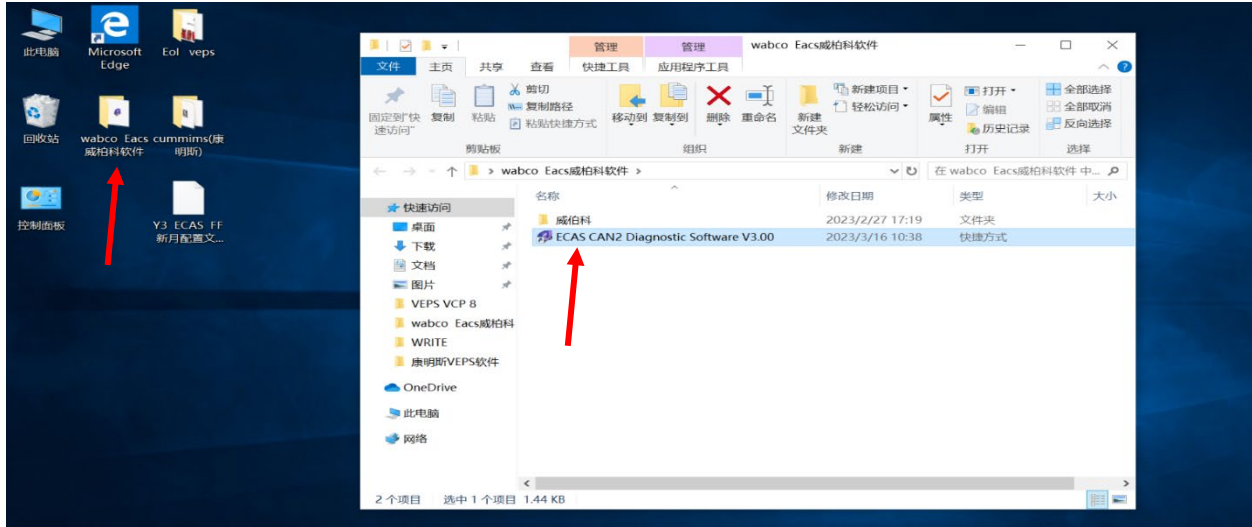 此电脑
Microsoft
Edge
Eol veps
回收站
wabco Eacs
威柏科软件
cummims(康
明斯)
控制面板
Y3 ECAS FF
新月配置文...
管理
管理
wabco Eacs威柏科软件
文件
主页
共享
查看
快捷工具
应用程序工具
固定到"快
速访问"
复制
粘贴
剪切
复制路径
粘贴快捷方式
剪贴板
移动到
复制到
删除
重命名
组织
新建
文件夹
新建项目
轻松访问
新建
属性
打开
编辑
历史记录
打开
全部选择
全部取消
反向选择
选择
wabco Eacs威柏科软件
在 wabco Eacs威柏科软件 中...
快速访问
桌面
下载
文档
图片
VEPS VCP 8
wabco Eacs威柏科
WRITE
康明斯VEPS软件
OneDrive
此电脑
网络
名称
修改日期
类型
大小
威伯科
2023/2/27 17:19
文件夹
ECAS CAN2 Diagnostic Software V3.00
2023/3/16 10:38
快捷方式
2 个项目
选中 1 个项目 1.44 KB